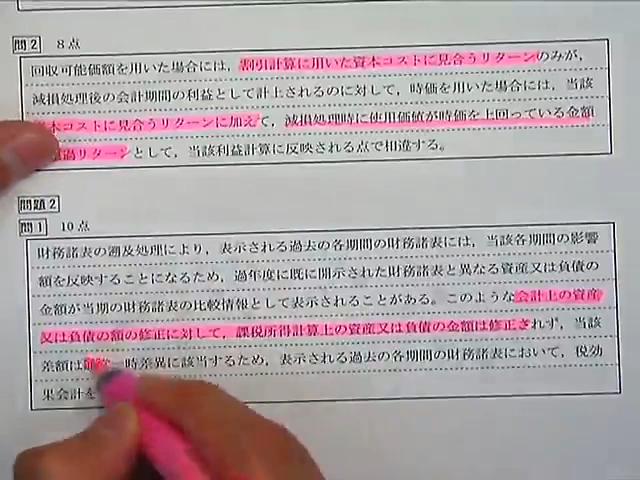 問2 8点
回収可能価額を用いた場合には，割引計算に用いた資本コストに見合うリターンのみが，
減損処理後の会計期間の利益として計上されるのに対して，時価を用いた場合には，当該
本コストに見合うリターンに加えて，減損処理時に使用価値が時価を上回っている金額
過リターンとして，当該利益計算に反映される点で相違する。
問題2
問1 10点
財務諸表の遡及処理により，表示される過去の各期間の財務諸表には，当該各期間の影響
額を反映することになるため，過年度に既に開示された財務諸表と異なる資産又は負債の
金額が当期の財務諸表の比較情報として表示されることがある。このような会計上の資産
又は負債の額の修正に対して，課税所得計算上の資産又は負債の金額は修正されず，当該
差額は 一時差異に該当するため，表示される過去の各期間の財務諸表において，税効
果会計を